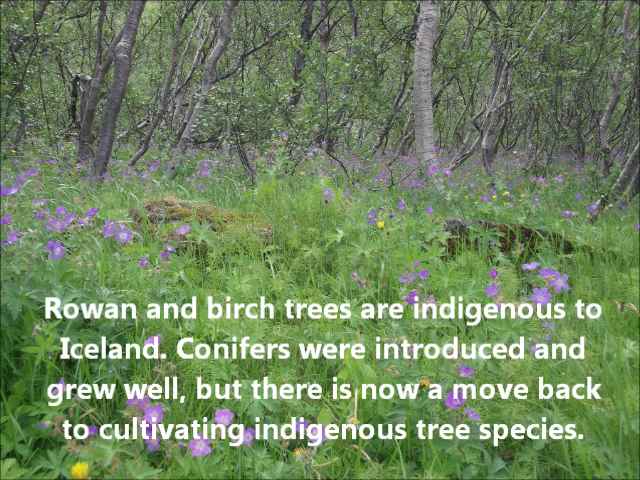 Rowan and birch trees are indigenous to
Iceland. Conifers were introduced and
grew well, but there is now a move back
to cultivating indigenous tree species.